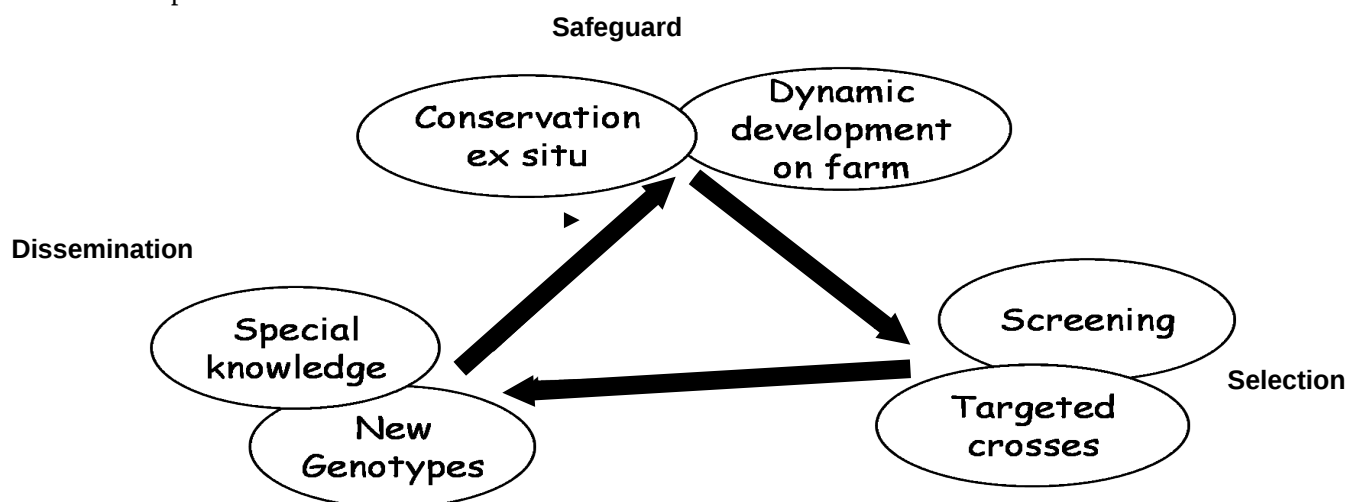 Safeguard
Conservation
ex situ
Dynamic
development
on farm
Dissemination
Special
knowledge
New
Genotypes
Screening
Selection
Targeted
crosses